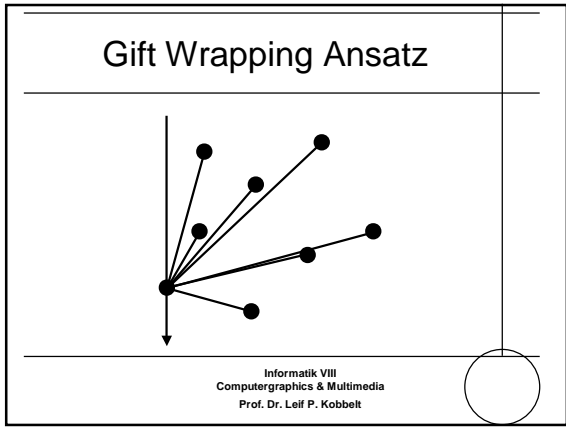 Gift Wrapping Ansatz
Informatik VIII
Computergraphics & Multimedia
Prof. Dr. Leif P. Kobbelt